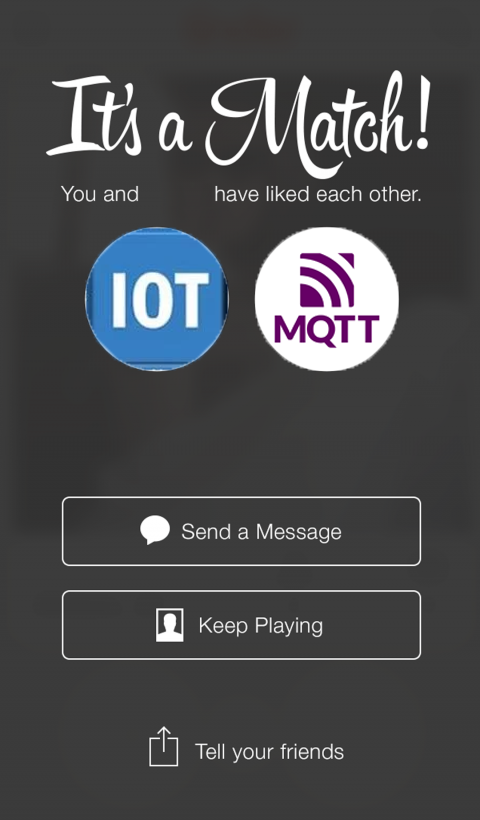 It's a Match!
You and have liked each other.
IOT
MQTT
Send a Message
Keep Playing
Tell your friends